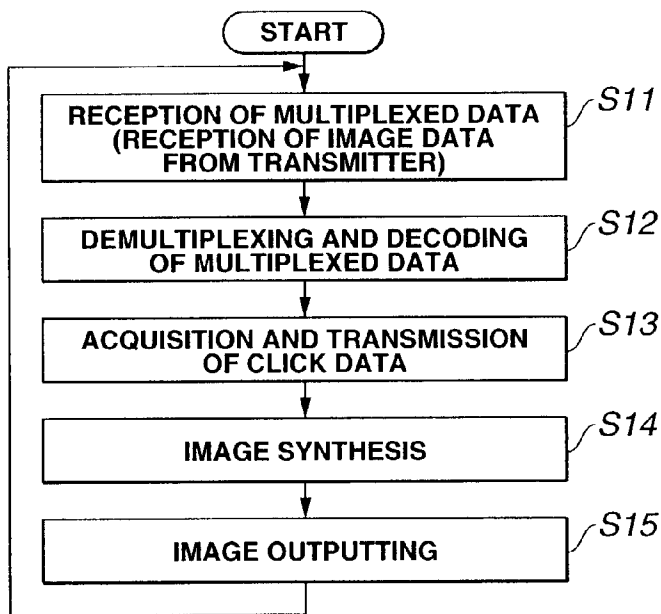 START
RECEPTION OF MULTIPLEXED DATA
(RECEPTION OF IMAGE DATA
FROM TRANSMITTER)
S11
DEMULTIPLEXING AND DECODING
OF MULTIPLEXED DATA
S12
ACQUISITION AND TRANSMISSION
OF CLICK DATA
S13
IMAGE SYNTHESIS
S14
IMAGE OUTPUTTING
S15